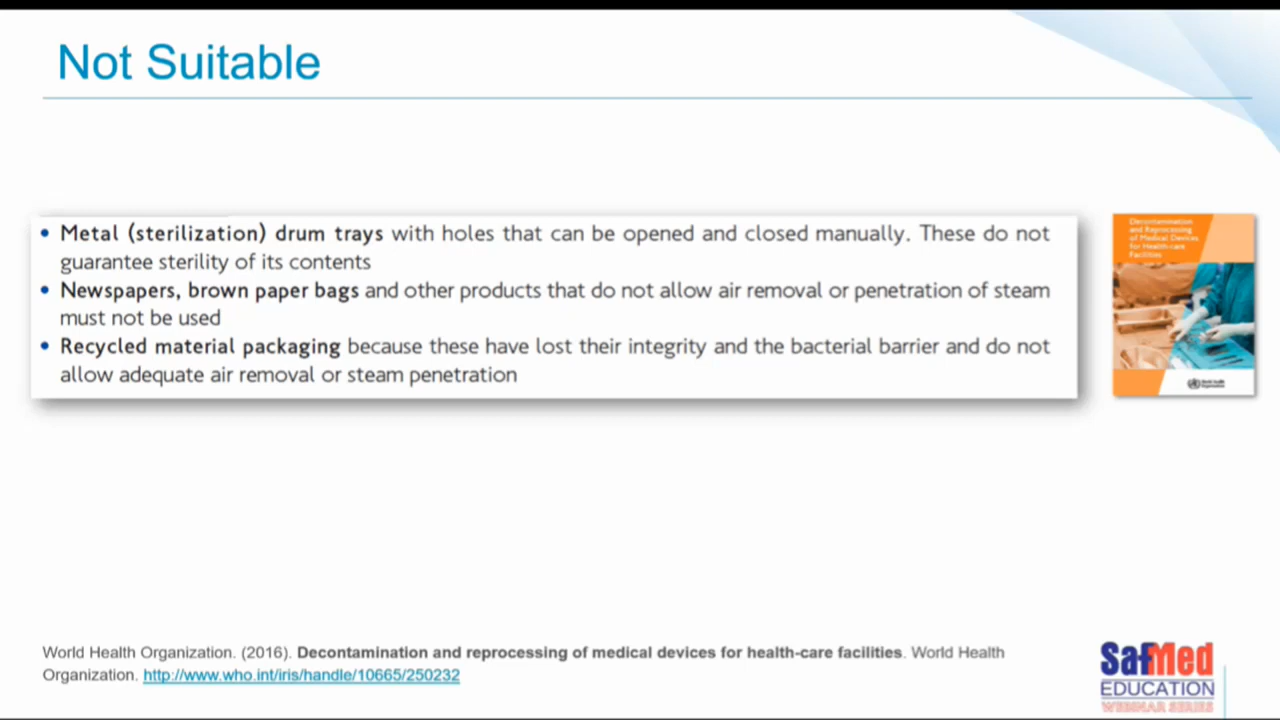 Not Suitable
• Metal (sterilization) drum trays with holes that can be opened and closed manually. These do not
guarantee sterility of its contents
• Newspapers, brown paper bags and other products that do not allow air removal or penetration of steam
must not be used
• Recycled material packaging because these have lost their integrity and the bacterial barrier and do not
allow adequate air removal or steam penetration
Decontamination
and Reprocessing
of Medical Devices
for Health-care
Facilities
World Health
Organization
World Health Organization. (2016). Decontamination and reprocessing of medical devices for health-care facilities. World Health
Organization. http://www.who.int/iris/handle/10665/250232
SafMed
EDUCATION
WEBINAR SERIES